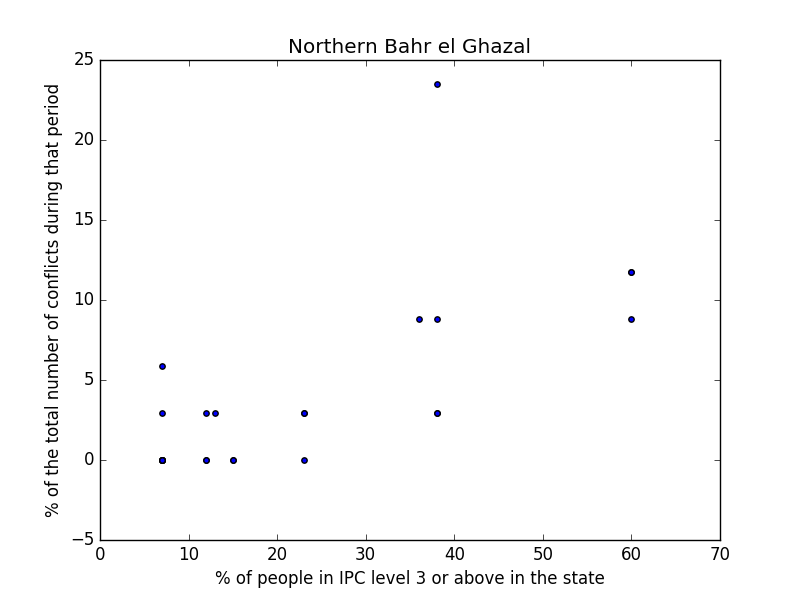 Northern Bahr el Ghazal
25
20
15
10
5
0
−5
% of the total number of conflicts during that period
0 10 20 30 40 50 60 70
% of people in IPC level 3 or above in the state